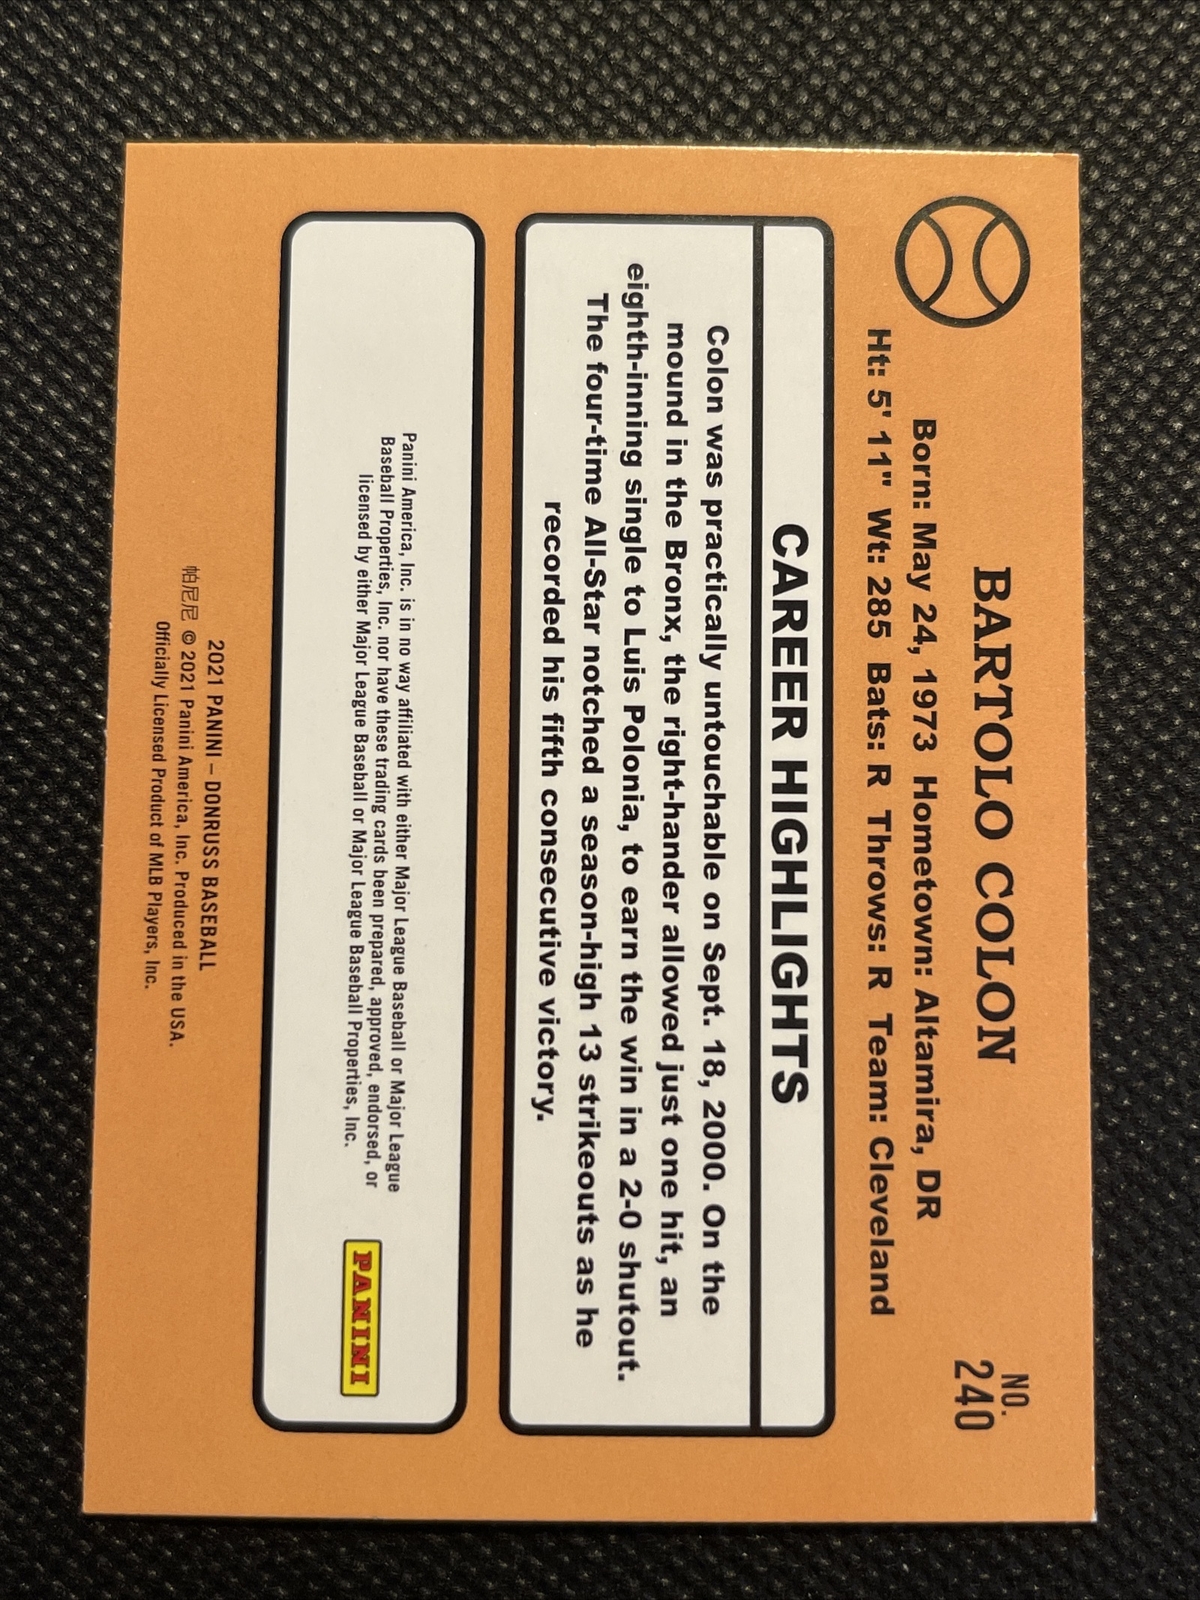 BARTOLO COLON
NO.
240
Born: May 24, 1973 Hometown: Altamira, DR
Ht: 5' 11" Wt: 285 Bats: R Throws: R Team: Cleveland
CAREER HIGHLIGHTS
Colon was practically untouchable on Sept. 18, 2000. On the
mound in the Bronx, the right-hander allowed just one hit, an
eighth-inning single to Luis Polonia, to earn the win in a 2-0 shutout.
The four-time All-Star notched a season-high 13 strikeouts as he
recorded his fifth consecutive victory.
Panini America, Inc. is in no way affiliated with either Major League Baseball or Major League
Baseball Properties, Inc. nor have these trading cards been prepared, approved, endorsed, or
licensed by either Major League Baseball or Major League Baseball Properties, Inc.
PANINI
2021 PANINI – DONRUSS BASEBALL
帕尼尼 © 2021 Panini America, Inc. Produced in the USA.
Officially Licensed Product of MLB Players, Inc.